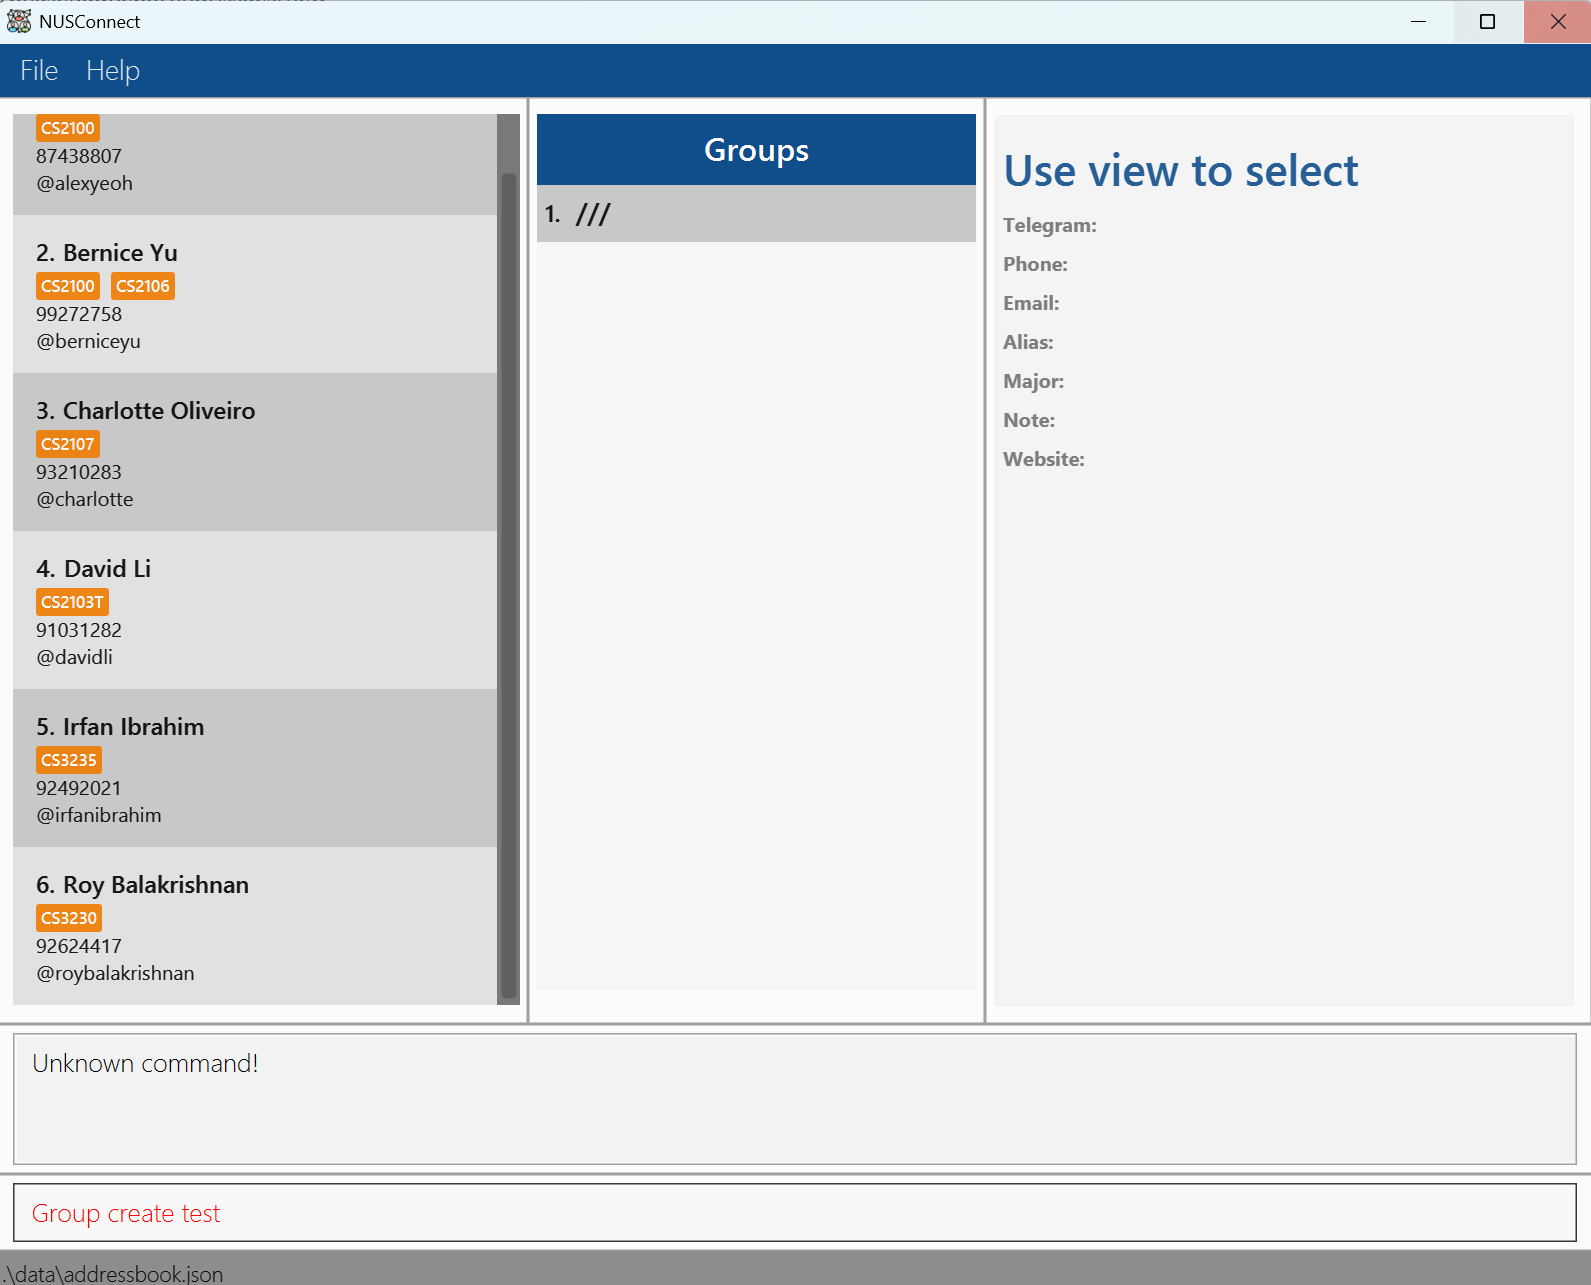 NUSConnect
File Help
CS2100
87438807
@alexyeoh
2. Bernice Yu
CS2100 CS2106
99272758
@berniceyu
3. Charlotte Oliveiro
CS2107
93210283
@charlotte
4. David Li
CS2103T
91031282
@davidli
5. Irfan Ibrahim
CS3235
92492021
@irfanibrahim
6. Roy Balakrishnan
CS3230
92624417
@roybalakrishnan
Groups
1. ///
Use view to select
Telegram:
Phone:
Email:
Alias:
Major:
Note:
Website:
Unknown command!
Group create test
.\data\addressbook.json